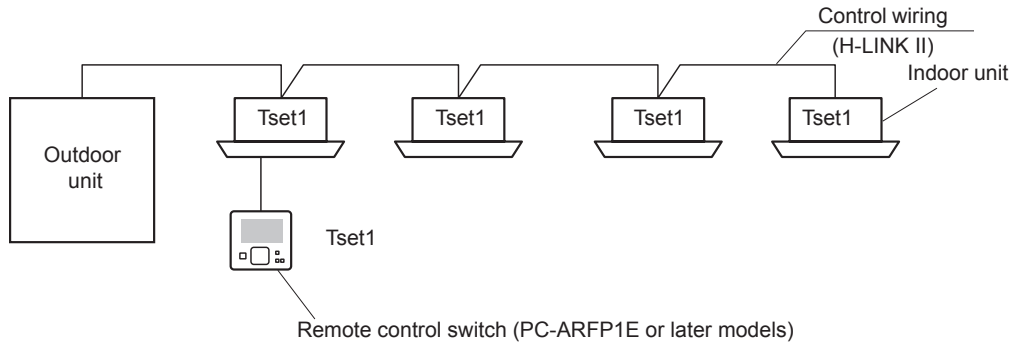 Control wiring
(H-LINK II)
Indoor unit
Tset1
Tset1
Tset1
Tset1
Outdoor
unit
Tset1
Remote control switch (PC-ARFP1E or later models)